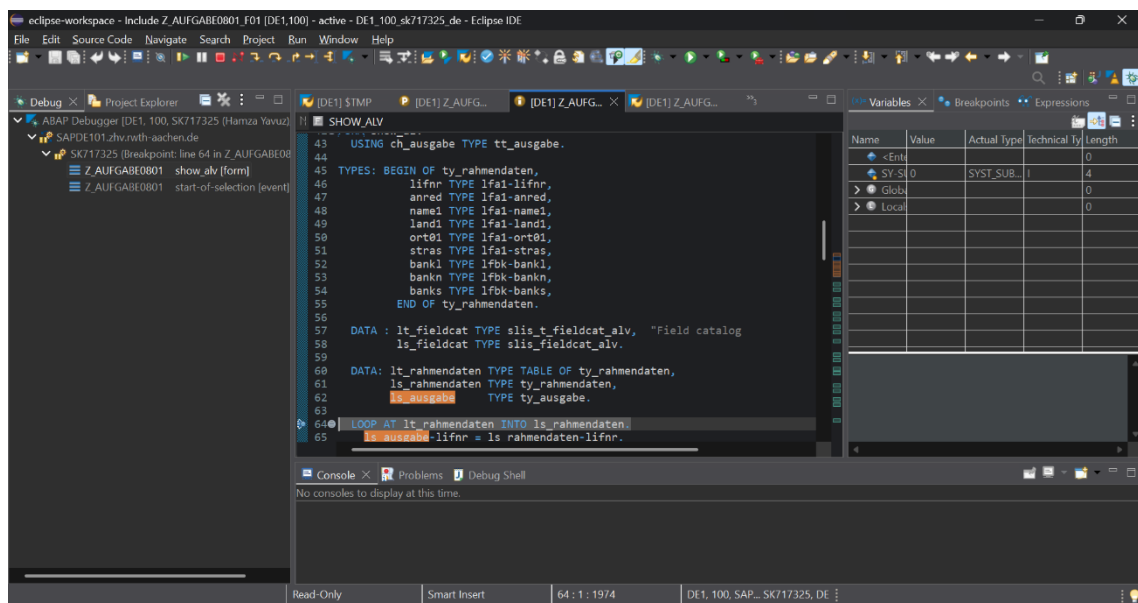 eclipse-workspace - Include Z_AUFGABE0801_F01 [DE1,100] - active - DE1_100_sk717325_de - Eclipse IDE
File Edit Source Code Navigate Search Project Run Window Help
Debug Project Explorer
[DE1] $TMP [DE1] Z_AUFG... [DE1] Z_AUFG... [DE1] Z_AUFG...
Variables Breakpoints Expressions
ABAP Debugger [DE1, 100, SK717325 (Hamza Yavuz)
SAPDE101.zhv.rwth-aachen.de
SK717325 (Breakpoint: line 64 in Z_AUFGABE08
Z_AUFGABE0801 show_alv [form]
Z_AUFGABE0801 start-of-selection [event]
SHOW_ALV
43 USING ch_ausgabe TYPE tt_ausgabe.
44
45 TYPES: BEGIN OF ty_rahmendaten,
46 lifnr TYPE lfa1-lifnr,
47 anred TYPE lfa1-anred,
48 name1 TYPE lfa1-name1,
49 land1 TYPE lfa1-land1,
50 ort01 TYPE lfa1-ort01,
51 stras TYPE lfa1-stras,
52 bankl TYPE lfbk-bankl,
53 bankn TYPE lfbk-bankn,
54 banks TYPE lfbk-banks,
55 END OF ty_rahmendaten.
56
57 DATA : lt_fieldcat TYPE slis_t_fieldcat_alv, "Field catalog
58 ls_fieldcat TYPE slis_fieldcat_alv.
59
60 DATA: lt_rahmendaten TYPE TABLE OF ty_rahmendaten,
61 ls_rahmendaten TYPE ty_rahmendaten,
62 ls_ausgabe TYPE ty_ausgabe.
63
64 LOOP AT lt_rahmendaten INTO ls_rahmendaten.
65 ls_ausgabe-lifnr = ls_rahmendaten-lifnr.
Name Value Actual Type Technical Ty Length
<Ente 0
SY-SU 0 SYST_SUB... I 4
Globa 0
Local 0
Console Problems Debug Shell
No consoles to display at this time.
Read-Only Smart Insert 64 : 1 : 1974 DE1, 100, SAP... SK717325, DE